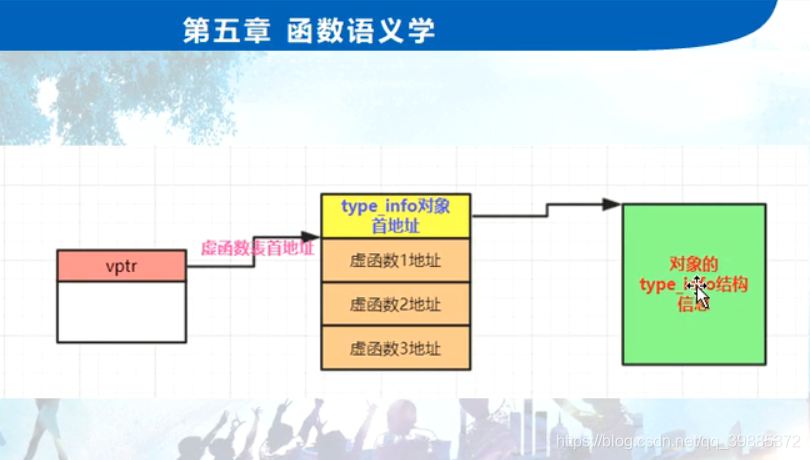 第五章 函数语义学
type_info对象
首地址
虚函数表首地址
vptr
虚函数1地址
虚函数2地址
虚函数3地址
对象的
type_info结构
信息
https://blog.csdn.net/qq_39885372